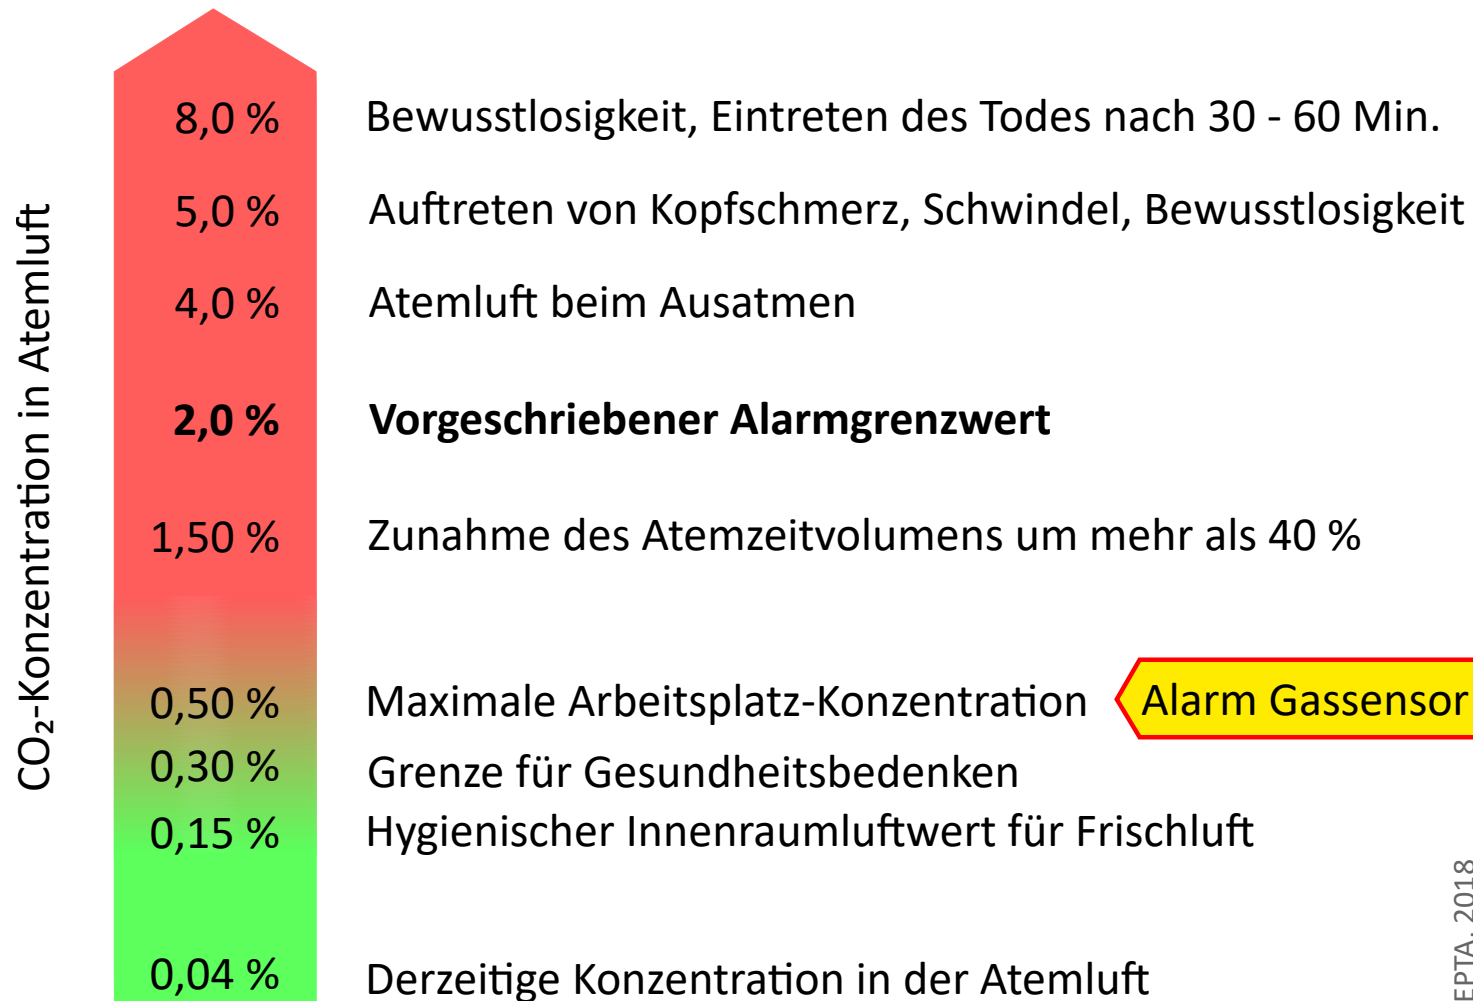 CO₂-Konzentration in Atemluft
8,0 % Bewusstlosigkeit, Eintreten des Todes nach 30 - 60 Min.
5,0 % Auftreten von Kopfschmerz, Schwindel, Bewusstlosigkeit
4,0 % Atemluft beim Ausatmen
2,0 % Vorgeschriebener Alarmgrenzwert
1,50 % Zunahme des Atemzeitvolumens um mehr als 40 %
0,50 % Maximale Arbeitsplatz-Konzentration Alarm Gassensor
0,30 % Grenze für Gesundheitsbedenken
0,15 % Hygienischer Innenraumluftwert für Frischluft
0,04 % Derzeitige Konzentration in der Atemluft
EPTA, 2018